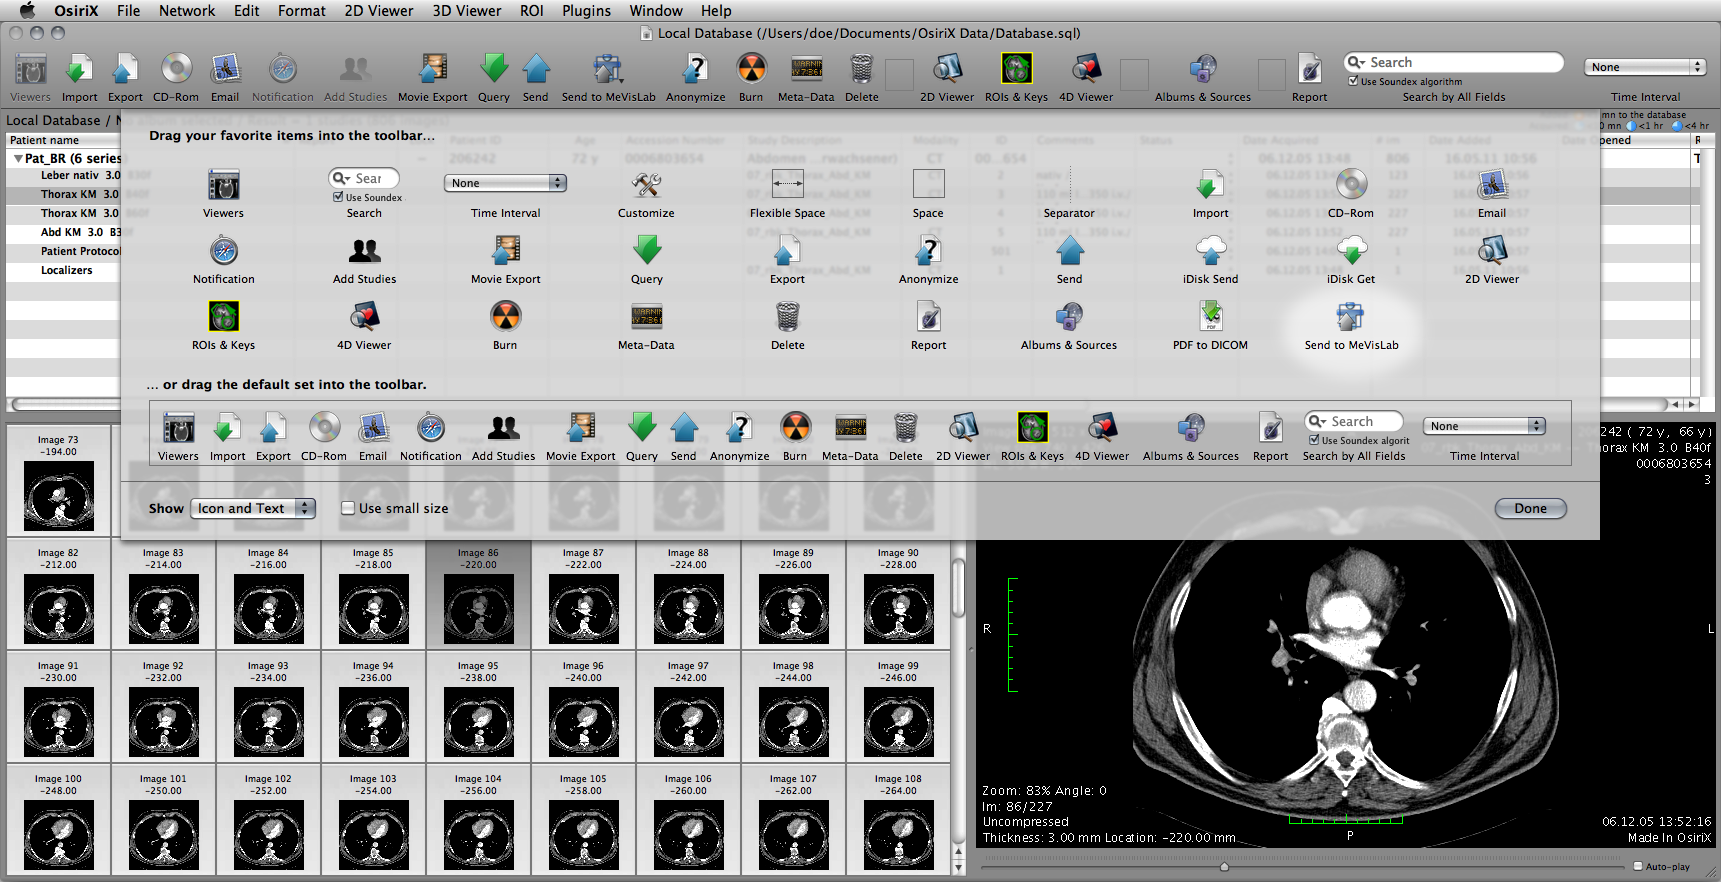 OsiriX File Network Edit Format 2D Viewer 3D Viewer ROI Plugins Window Help
Local Database (/Users/doe/Documents/OsiriX Data/Database.sql)
Search
None
Use Soundex algorithm
Viewers Import Export CD-Rom Email Notification Add Studies Movie Export Query Send Send to MeVisLab Anonymize Burn Meta-Data Delete 2D Viewer ROIs & Keys 4D Viewer Albums & Sources Report Search by All Fields Time Interval
Local Database /
mn to the database
<1 hr <4 hr
Patient name
Pat_BR (6 series
Leber nativ 3.0
Thorax KM 3.0
Thorax KM 3.0
Abd KM 3.0
Patient Protoco
Localizers
Drag your favorite items into the toolbar...
Sear
Use Soundex
None
Viewers Search Time Interval Customize Flexible Space Space Separator Import CD-Rom Email
Notification Add Studies Movie Export Query Export Anonymize Send iDisk Send iDisk Get 2D Viewer
ROIs & Keys 4D Viewer Burn Meta-Data Delete Report Albums & Sources PDF to DICOM Send to MeVisLab
... or drag the default set into the toolbar.
Search
None
Use Soundex algorit
Viewers Import Export CD-Rom Email Notification Add Studies Movie Export Query Send Anonymize Burn Meta-Data Delete 2D Viewer ROIs & Keys 4D Viewer Albums & Sources Report Search by All Fields Time Interval
Show Icon and Text Use small size Done
Image 73
-194.00
Image 82 Image 83 Image 84 Image 85 Image 86 Image 87 Image 88 Image 89 Image 90
-212.00 -214.00 -216.00 -218.00 -220.00 -222.00 -224.00 -226.00 -228.00
Image 91 Image 92 Image 93 Image 94 Image 95 Image 96 Image 97 Image 98 Image 99
-230.00 -232.00 -234.00 -236.00 -238.00 -240.00 -242.00 -244.00 -246.00
Image 100 Image 101 Image 102 Image 103 Image 104 Image 105 Image 106 Image 107 Image 108
-248.00 -250.00 -252.00 -254.00 -256.00 -258.00 -260.00 -262.00 -264.00
242 ( 72 y, 66 y)
orax KM 3.0 B40f
0006803654
3
R
L
Zoom: 83% Angle: 0
Im: 86/227
Uncompressed
Thickness: 3.00 mm Location: -220.00 mm
P
06.12.05 13:52:16
Made In OsiriX
Auto-play